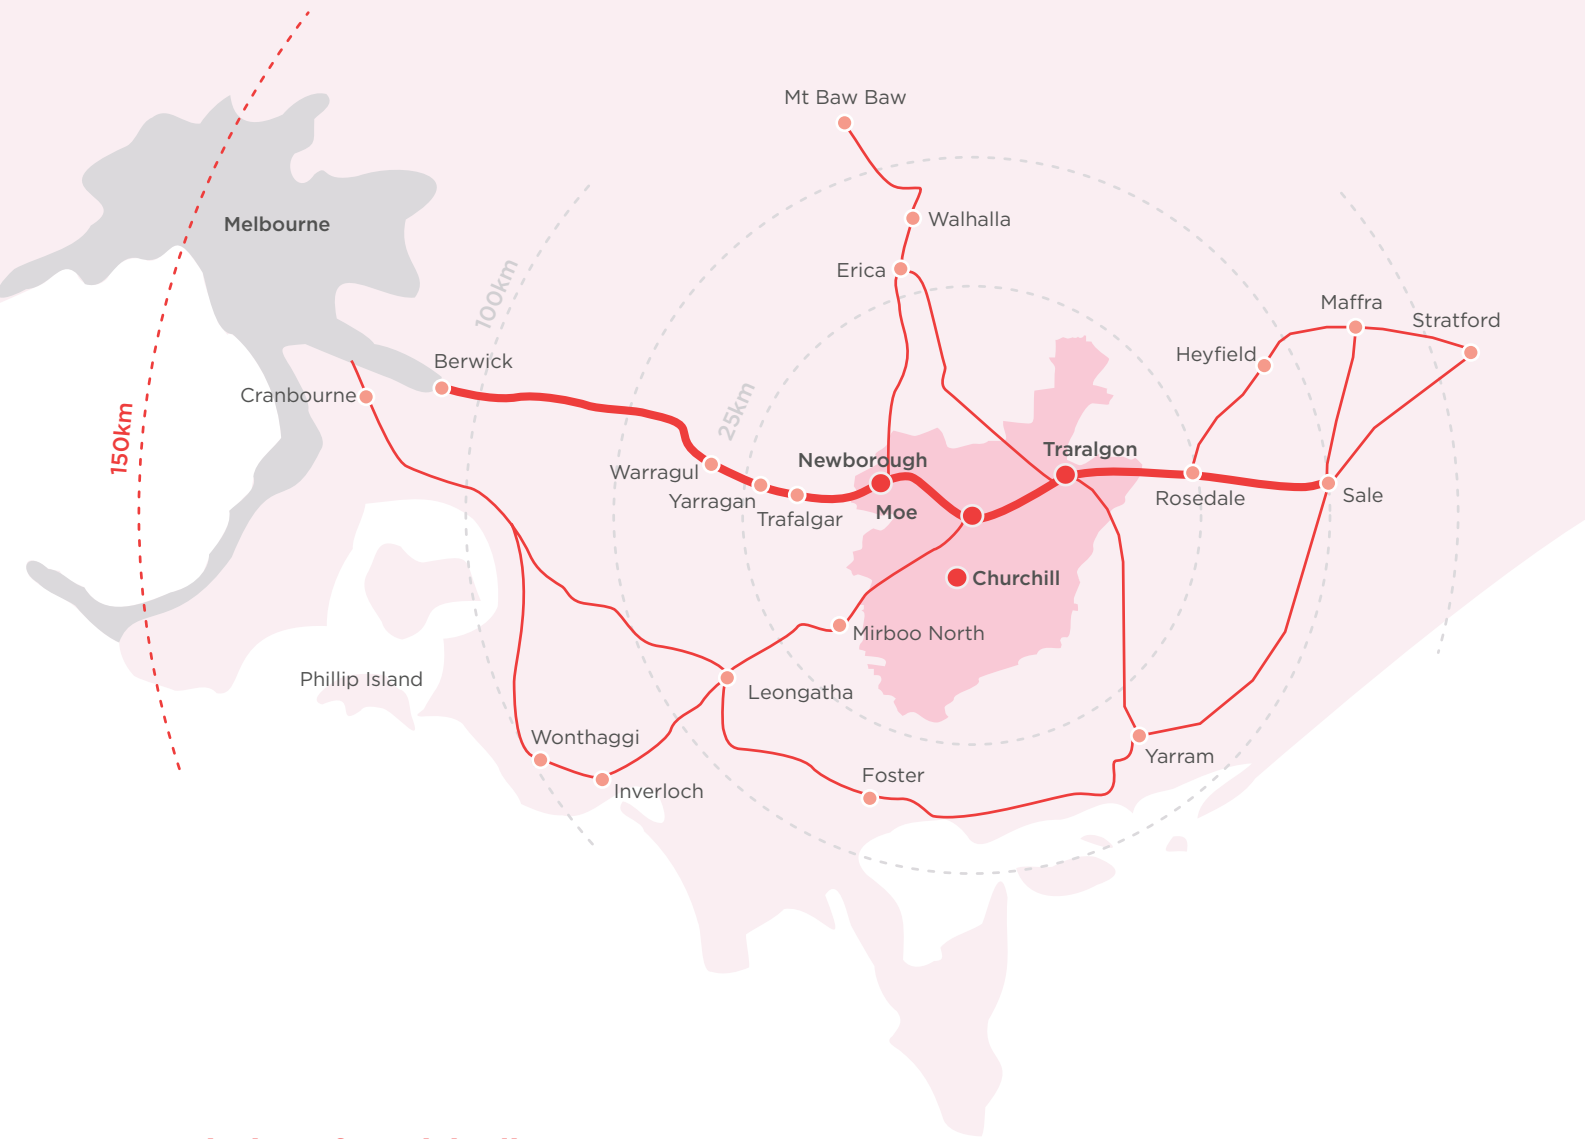 Mt Baw Baw
Walhalla
Melbourne
Erica
100km
Maffra
Stratford
Heyfield
Berwick
Cranbourne
25km
150km
Traralgon
Newborough
Warragul
Yarragan
Rosedale
Sale
Moe
Trafalgar
Churchill
Mirboo North
Phillip Island
Leongatha
Wonthaggi
Yarram
Foster
Inverloch